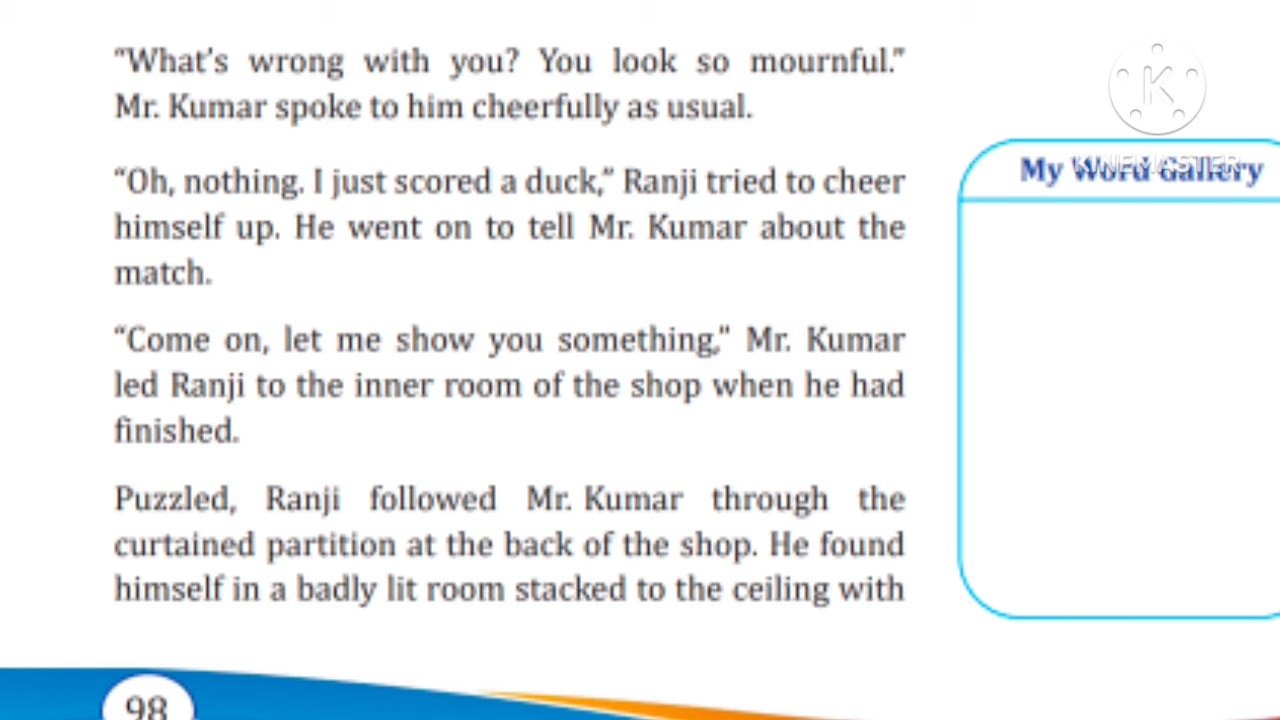 “What’s wrong with you? You look so mournful.”
Mr. Kumar spoke to him cheerfully as usual.
“Oh, nothing. I just scored a duck,” Ranji tried to cheer
himself up. He went on to tell Mr. Kumar about the
match.
“Come on, let me show you something,” Mr. Kumar
led Ranji to the inner room of the shop when he had
finished.
Puzzled, Ranji followed Mr. Kumar through the
curtained partition at the back of the shop. He found
himself in a badly lit room stacked to the ceiling with
K
KINEMASTER
My Word Gallery
98